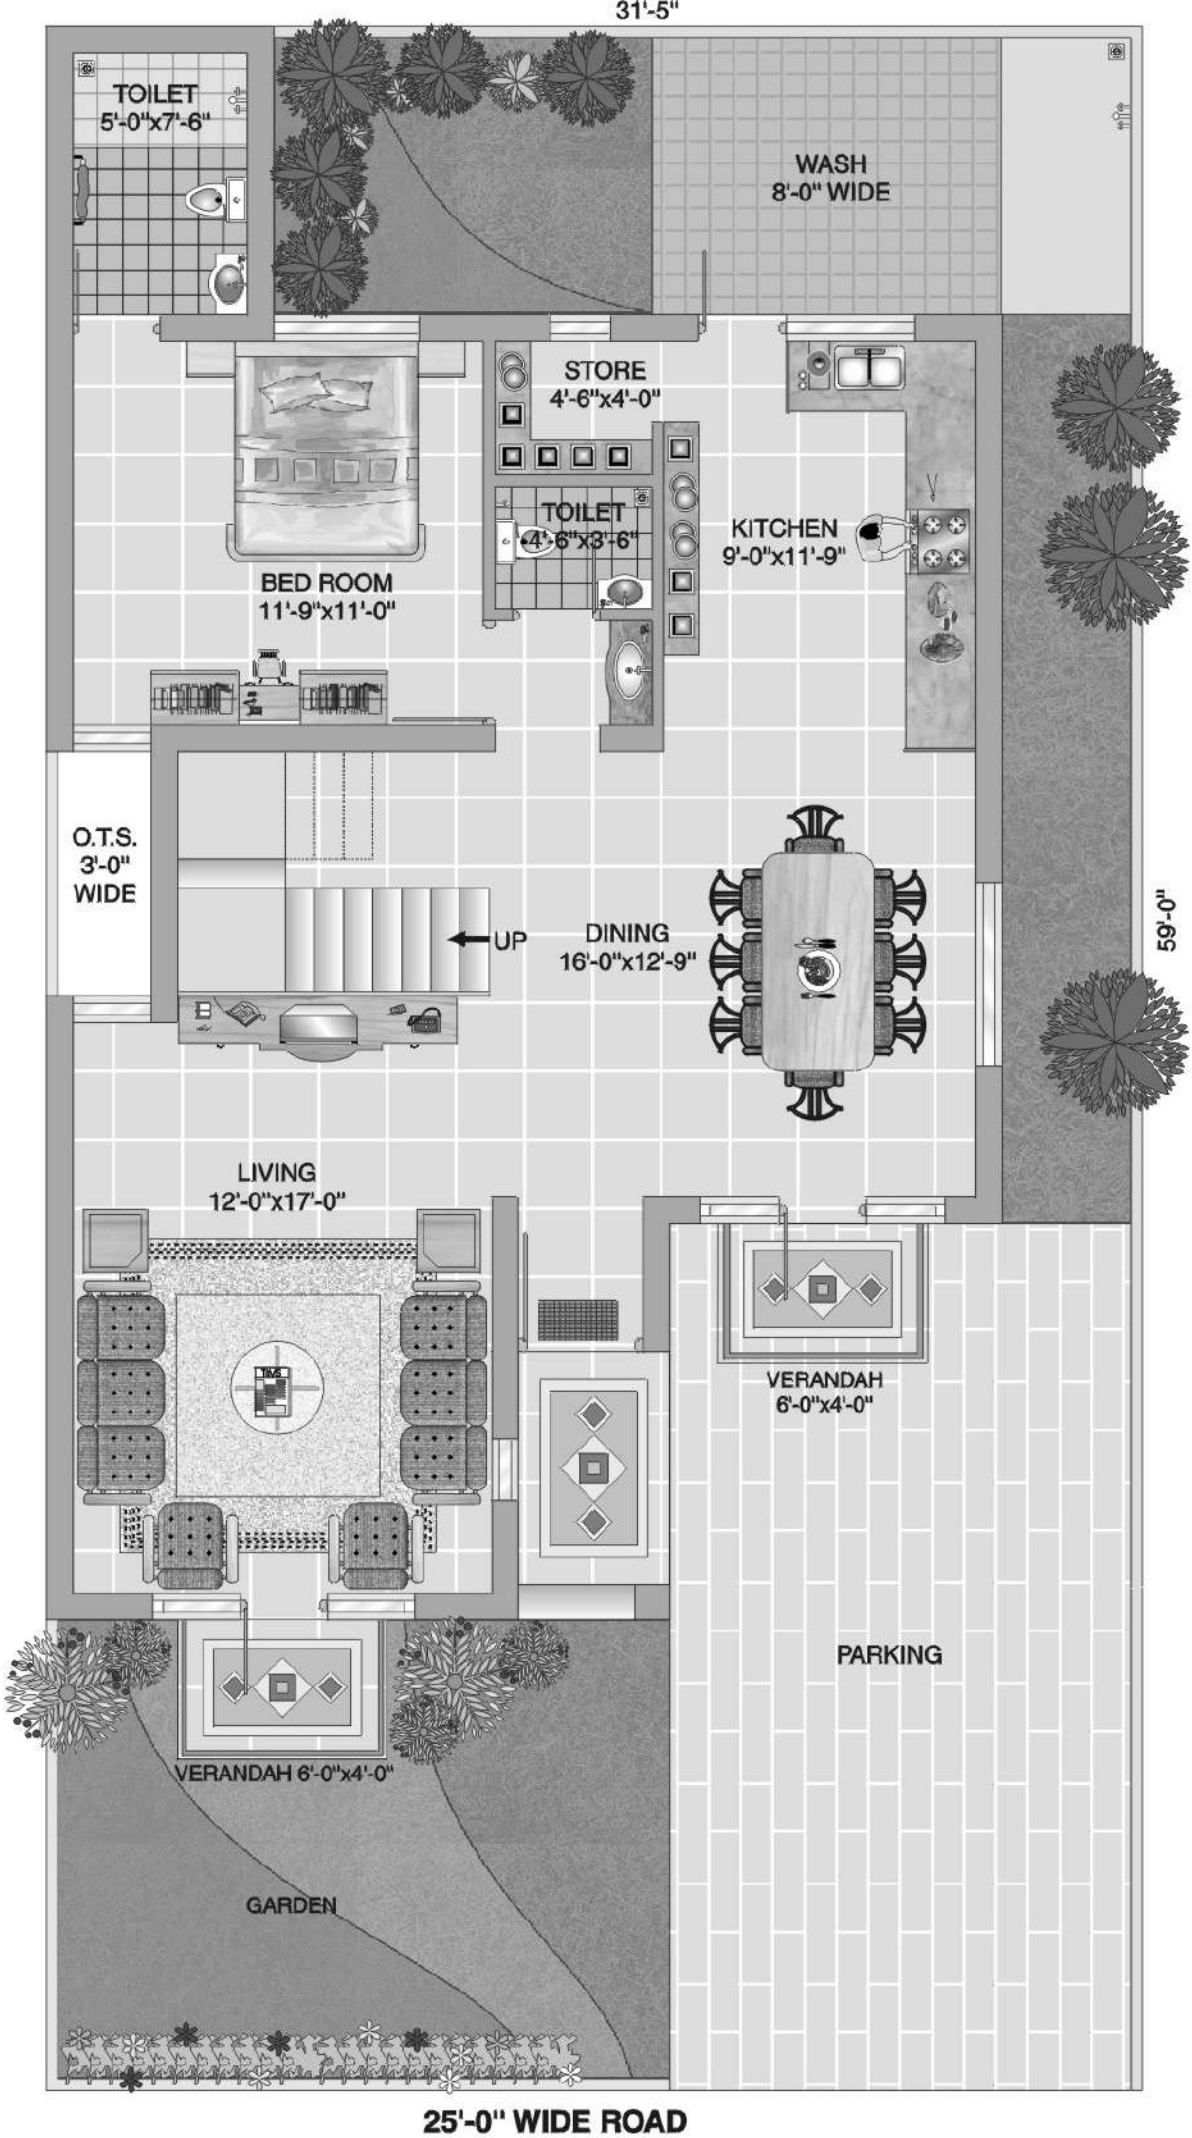 31'-5"
TOILET
5'-0"x7'-6"
WASH
8'-0" WIDE
STORE
4'-6"x4'-0"
TOILET
4'-6"x3'-6"
KITCHEN
9'-0"x11'-9"
BED ROOM
11'-9"x11'-0"
O.T.S.
3'-0"
WIDE
UP
DINING
16'-0"x12'-9"
59'-0"
LIVING
12'-0"x17'-0"
VERANDAH
6'-0"x4'-0"
PARKING
VERANDAH 6'-0"x4'-0"
GARDEN
25'-0" WIDE ROAD